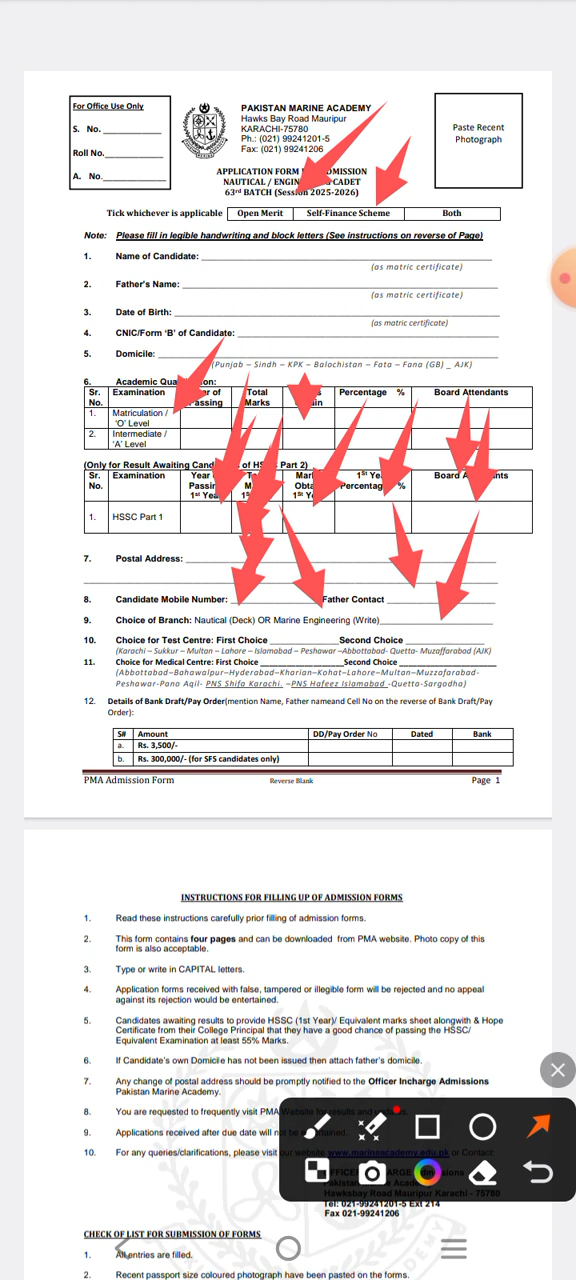 For Office Use Only
S. No.
Roll No.
A. No.
PAKISTAN MARINE ACADEMY
Hawks Bay Road Mauripur
KARACHI-75780
Ph.: (021) 99241201-5
Fax: (021) 99241206
Paste Recent
Photograph
APPLICATION FORM
NAUTICAL / CADET
63rd BATCH (Session 2025-2026)
Tick whichever is applicable Open Merit Self-Finance Scheme Both
Note: Please fill in legible handwriting and block letters (See instructions on reverse of Page)
1. Name of Candidate:
(as matric certificate)
2. Father's Name:
(as matric certificate)
3. Date of Birth:
(as matric certificate)
4. CNIC/Form 'B' of Candidate:
5. Domicile:
(Punjab – Sindh – KPK – Balochistan – Fata – Fana (GB) _ AJK)
6. Academic
Sr. Examination of Total Percentage % Board Attendants
No. Marks
1. Matriculation /
'O' Level
2. Intermediate /
'A' Level
(Only for Result Awaiting of Part 2)
Sr. Examination Year 1St Board
No. Percentage %
1st
1. HSSC Part 1
7. Postal Address:
8. Candidate Mobile Number: Father Contact
9. Choice of Branch: Nautical (Deck) OR Marine Engineering (Write)
10. Choice for Test Centre: First Choice Second Choice
(Karachi – Sukkur – Multan – Lahore – Islamabad – Peshawar –Abbottabad- Quetta- Muzaffarabad (AJK)
11. Choice for Medical Centre: First Choice Second Choice
(Abbottabad–Bahawalpur–Hyderabad–Kharian–Kohat–Lahore–Multan–Muzzafarabad-
Peshawar-Pano Aqil- PNS Shifa Karachi. –PNS Hafeez Islamabad -Quetta-Sargodha)
12. Details of Bank Draft/Pay Order(mention Name, Father nameand Cell No on the reverse of Bank Draft/Pay
Order):
S# Amount DD/Pay Order No Dated Bank
a. Rs. 3,500/-
b. Rs. 300,000/- (for SFS candidates only)
PMA Admission Form Reverse Blank Page 1
INSTRUCTIONS FOR FILLING UP OF ADMISSION FORMS
1. Read these instructions carefully prior filling of admission forms.
2. This form contains four pages and can be downloaded from PMA website. Photo copy of this
form is also acceptable.
3. Type or write in CAPITAL letters.
4. Application forms received with false, tampered or illegible form will be rejected and no appeal
against its rejection would be entertained.
5. Candidates awaiting results to provide HSSC (1st Year)/ Equivalent marks sheet alongwith & Hope
Certificate from their College Principal that they have a good chance of passing the HSSC/
Equivalent Examination at least 55% Marks.
6. If Candidate's own Domicile has not been issued then attach father's domicile.
7. Any change of postal address should be promptly notified to the Officer Incharge Admissions
Pakistan Marine Academy.
8. You are requested to frequently visit PMA Website for results and
9. Applications received after due date will not be
10. For any queries/clarifications, please visit our website www.marineacademy.edu.pk or Contact:
Hawksbay Road Mauripur Karachi - 75780
Tel: 021-99241201-5 Ext 214
Fax 021-99241206
CHECK OF LIST FOR SUBMISSION OF FORMS
1. All entries are filled.
2. Recent passport size coloured photograph have been pasted on the forms.